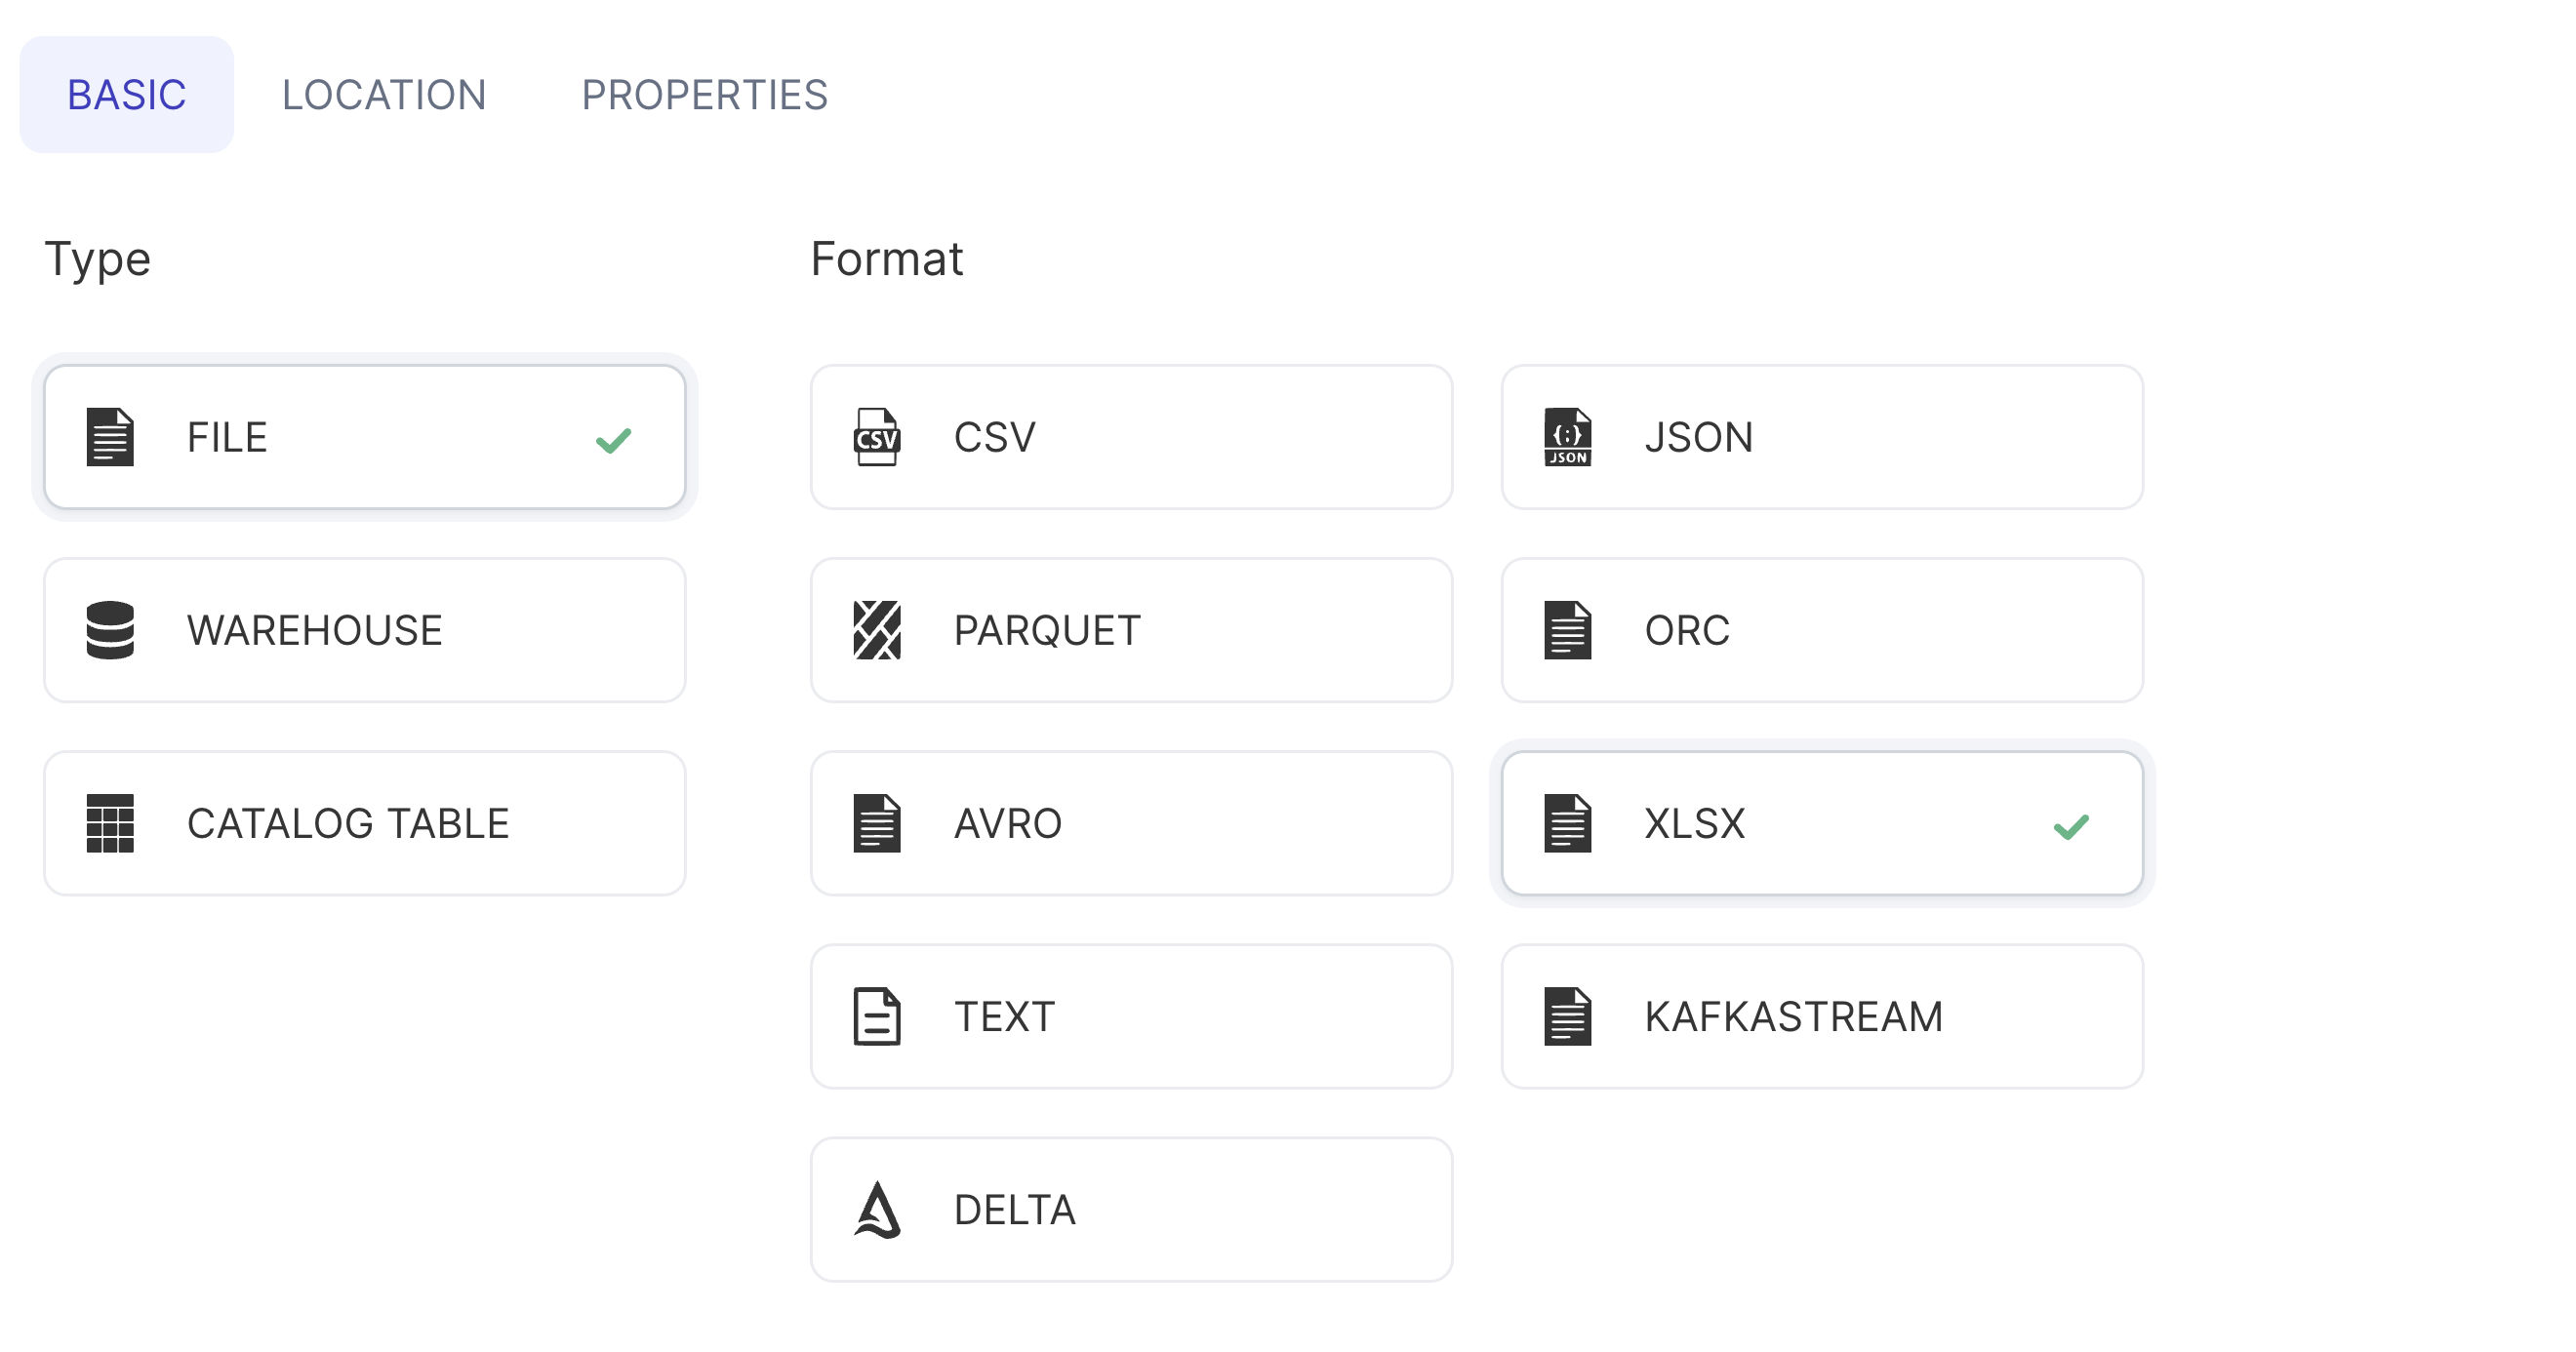 BASIC LOCATION PROPERTIES
Type Format
FILE CSV JSON
WAREHOUSE PARQUET ORC
CATALOG TABLE AVRO XLSX
TEXT KAFKASTREAM
DELTA